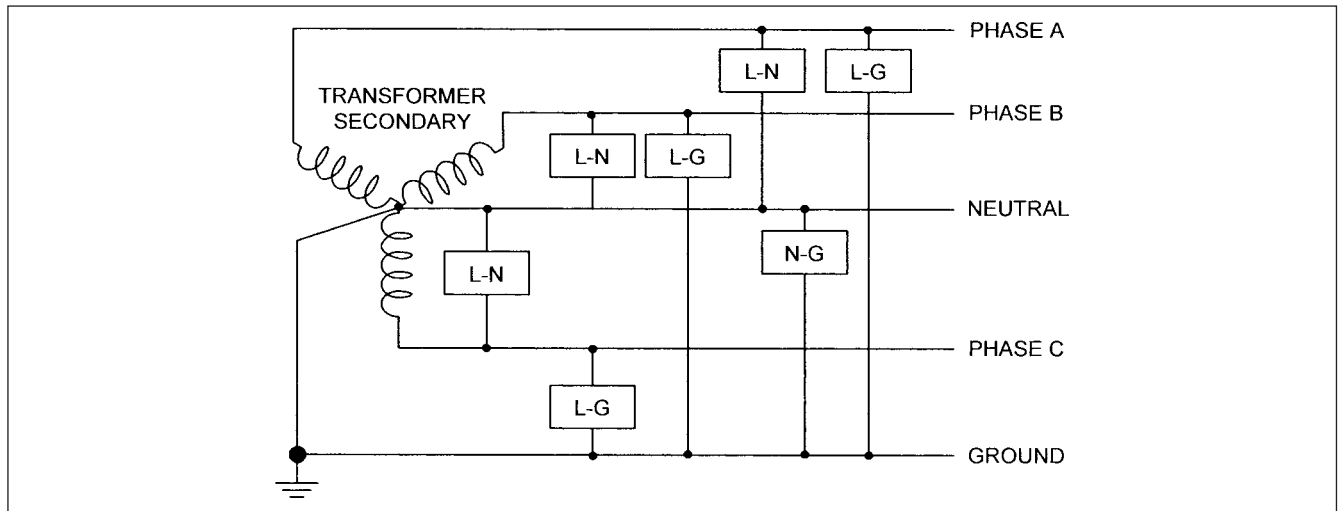 PHASE A
L-N
L-G
TRANSFORMER
SECONDARY
PHASE B
L-N
L-G
NEUTRAL
N-G
L-N
PHASE C
L-G
GROUND